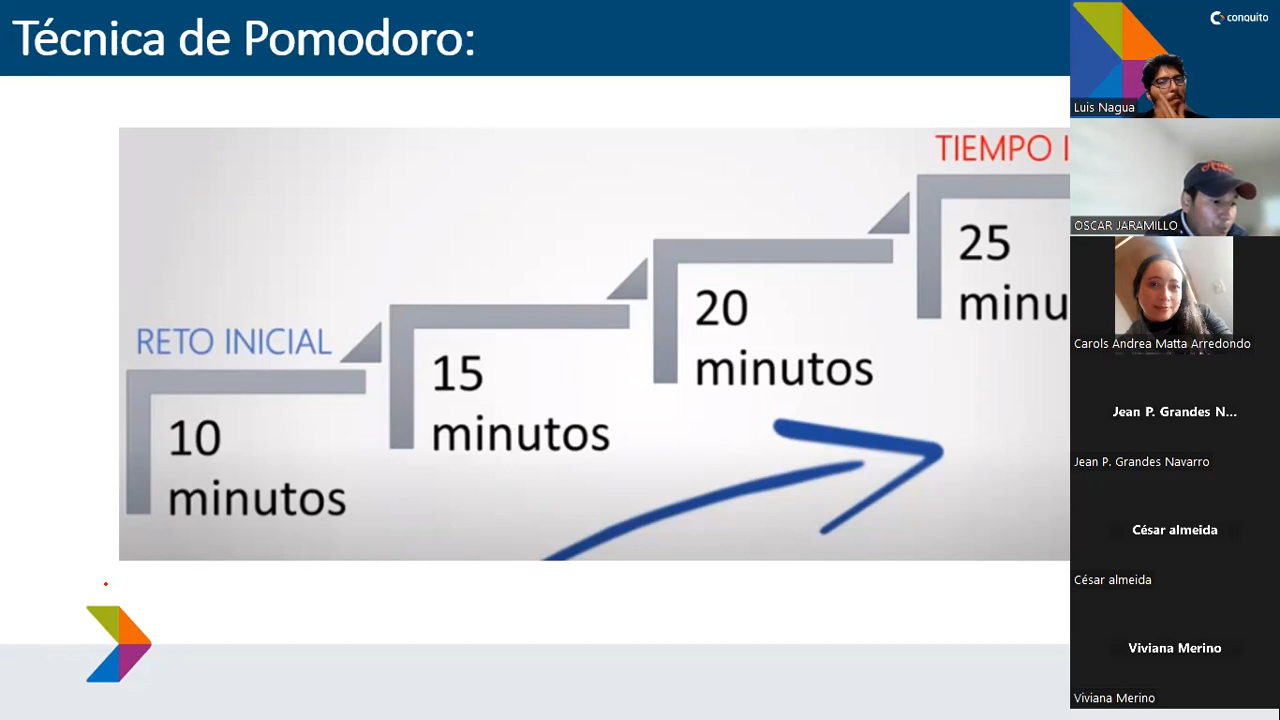 Técnica de Pomodoro:
TIEMPO
25
minu
20
minutos
15
minutos
RETO INICIAL
10
minutos
conquito
Luis Nagua
OSCAR JARAMILLO
Carols Andrea Matta Arredondo
Jean P. Grandes N...
Jean P. Grandes Navarro
César almeida
César almeida
Viviana Merino
Viviana Merino